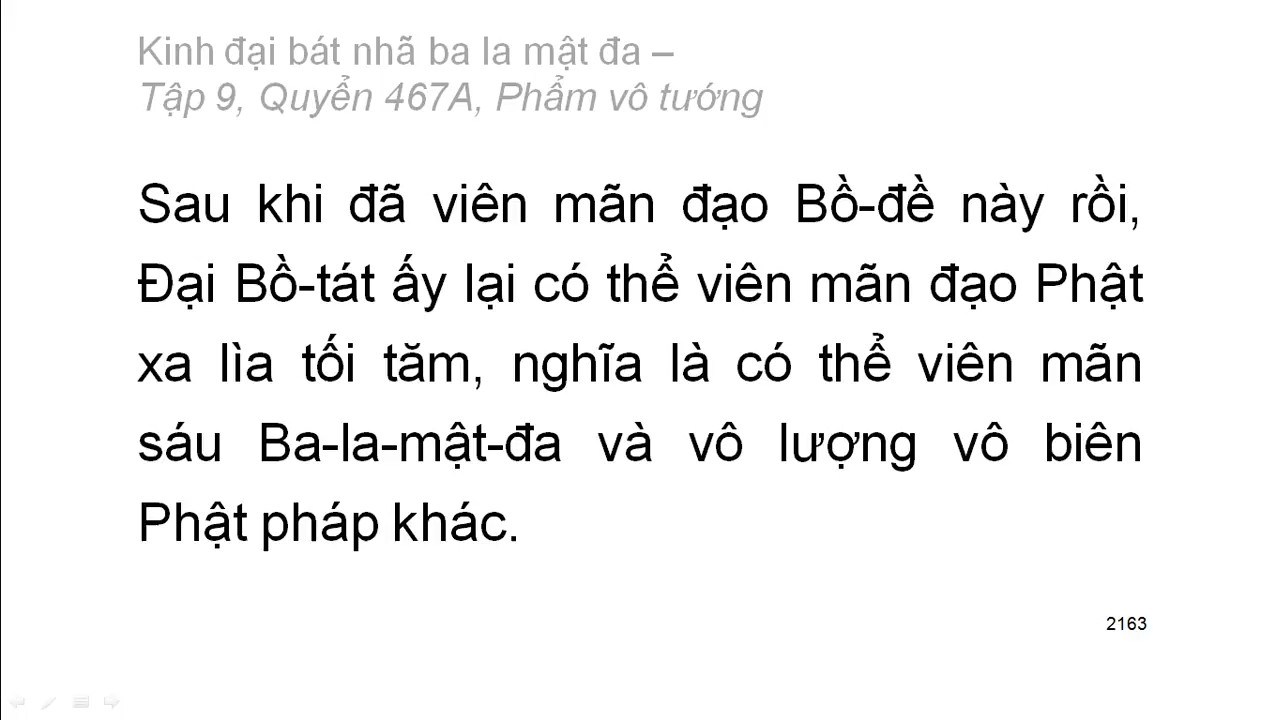 Kinh đại bát nhã ba la mật đa –
Tập 9, Quyển 467A, Phẩm vô tướng
Sau khi đã viên mãn đạo Bồ-đề này rồi,
Đại Bồ-tát ấy lại có thể viên mãn đạo Phật
xa lìa tối tăm, nghĩa là có thể viên mãn
sáu Ba-la-mật-đa và vô lượng vô biên
Phật pháp khác.
2163